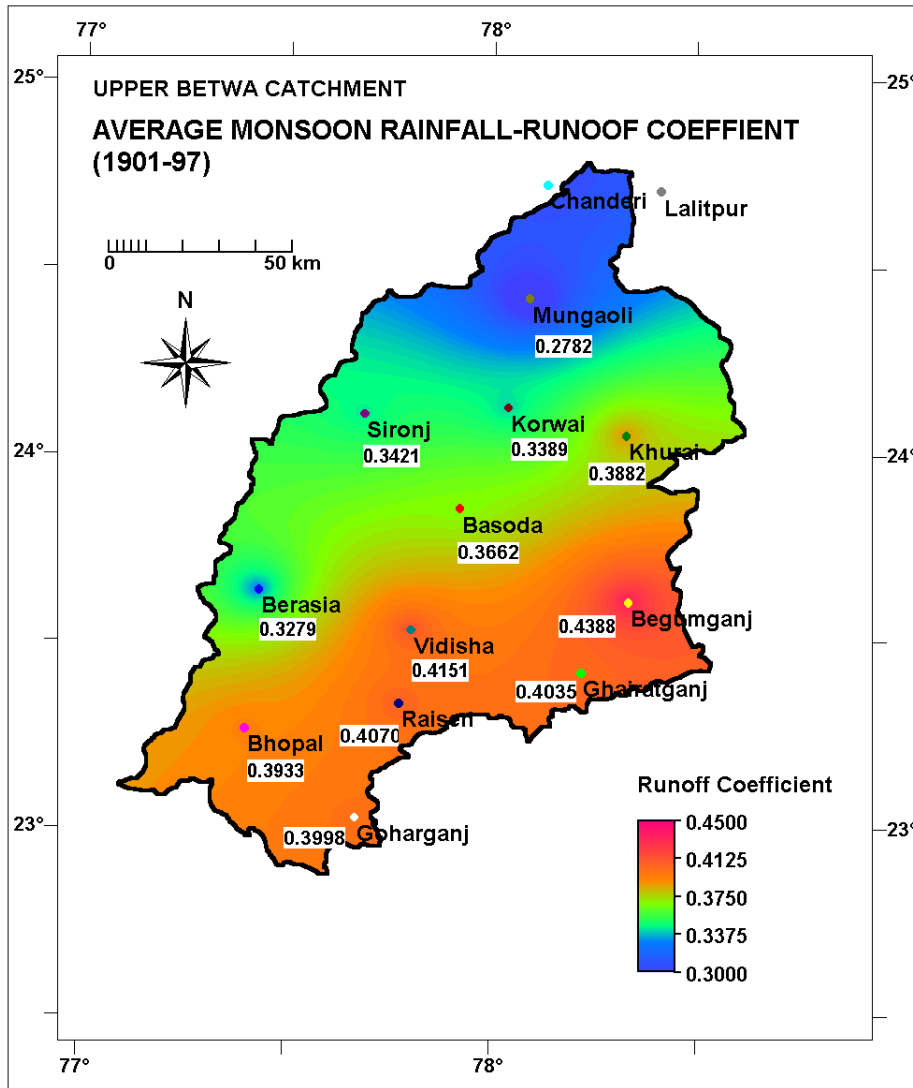 77°
78°
25°
25°
UPPER BETWA CATCHMENT
AVERAGE MONSOON RAINFALL-RUNOOF COEFFIENT
(1901-97)
Chanderi
Lalitpur
0 50 km
N
Mungaoli
0.2782
Sironj
0.3421
Korwai
0.3389
Khurai
0.3882
24°
24°
Basoda
0.3662
Berasia
0.3279
Begumganj
0.4388
Vidisha
0.4151
Ghairatganj
0.4035
Raisen
0.4070
Bhopal
0.3933
Goharganj
0.3998
23°
23°
Runoff Coefficient
0.4500
0.4125
0.3750
0.3375
0.3000
77°
78°